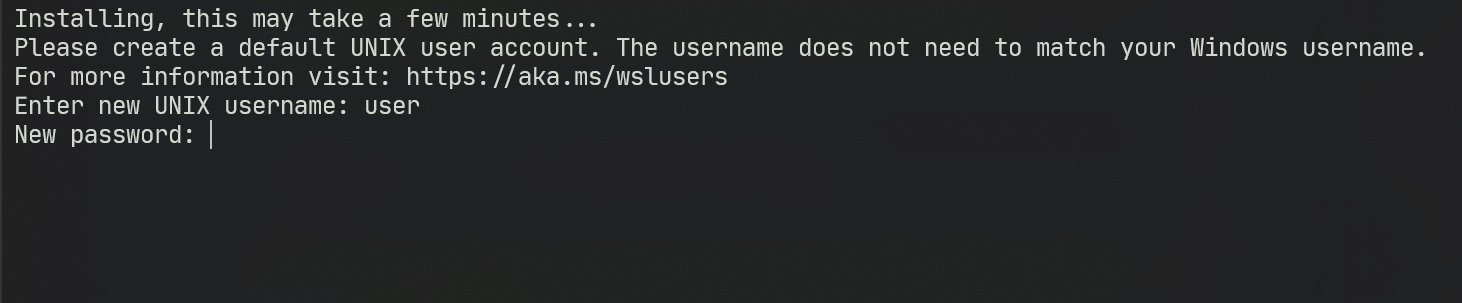 Installing, this may take a few minutes...
Please create a default UNIX user account. The username does not need to match your Windows username.
For more information visit: https://aka.ms/wslusers
Enter new UNIX username: user
New password: